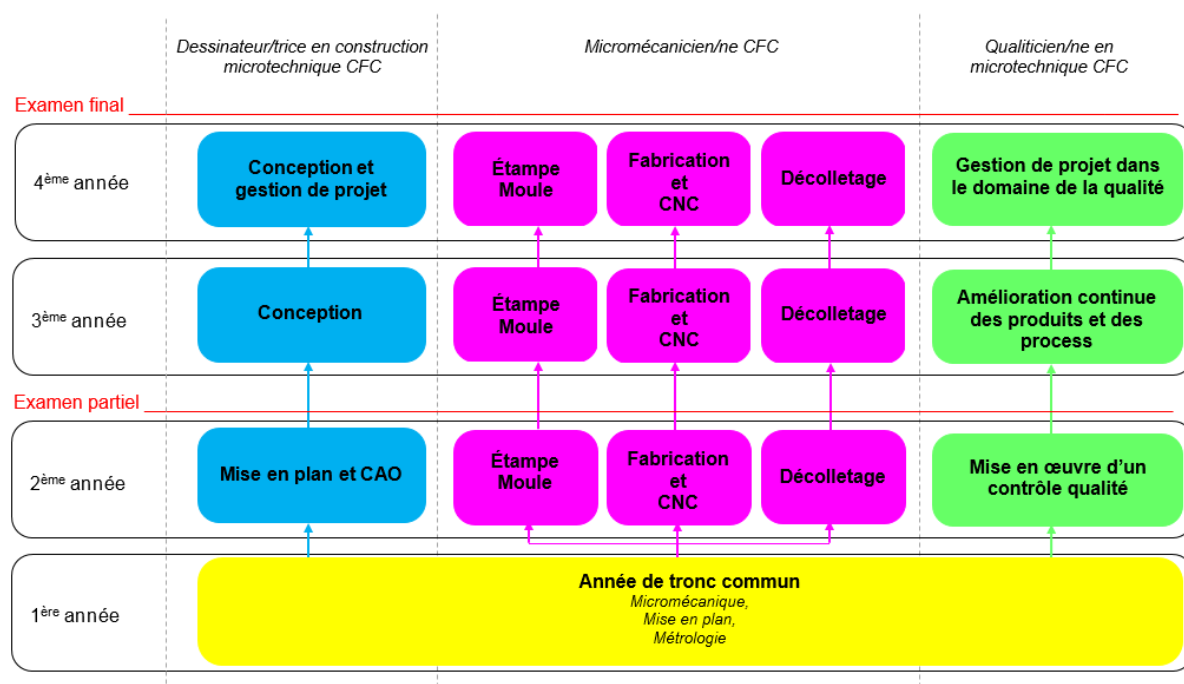 Dessinateur/trice en construction
microtechnique CFC
Micromécanicien/ne CFC
Qualiticien/ne en
microtechnique CFC
Examen final
4ème année
Conception et
gestion de projet
Étampe
Moule
Fabrication
et
CNC
Décolletage
Gestion de projet dans
le domaine de la qualité
3ème année
Conception
Étampe
Moule
Fabrication
et
CNC
Décolletage
Amélioration continue
des produits et des
process
Examen partiel
2ème année
Mise en plan et CAO
Étampe
Moule
Fabrication
et
CNC
Décolletage
Mise en œuvre d’un
contrôle qualité
1ère année
Année de tronc commun
Micromécanique,
Mise en plan,
Métrologie